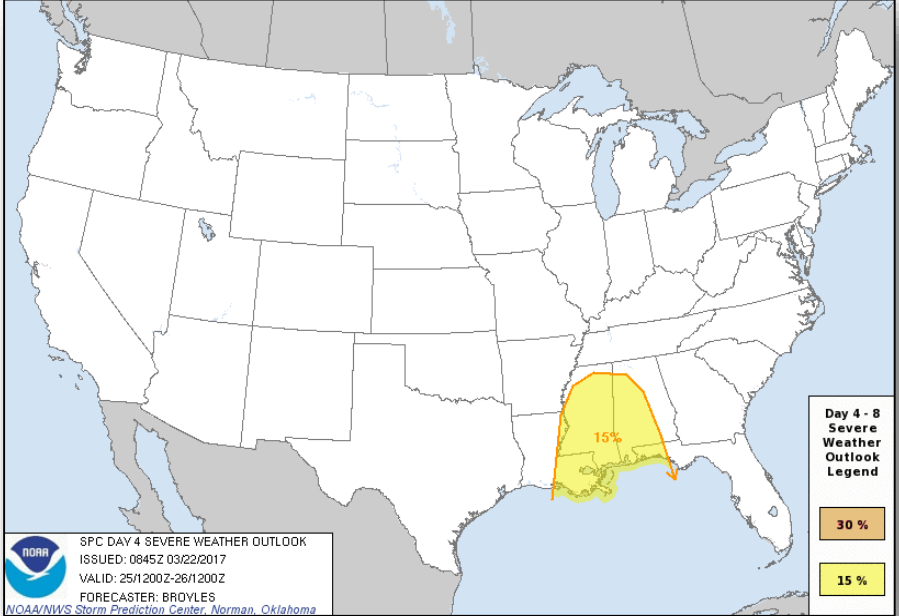 15%
Day 4 - 8
Severe
Weather
Outlook
Legend
30 %
15 %
NOAA
SPC DAY 4 SEVERE WEATHER OUTLOOK
ISSUED: 0845Z 03/22/2017
VALID: 25/1200Z-26/1200Z
FORECASTER: BROYLES
NOAA/NWS Storm Prediction Center, Norman, Oklahoma